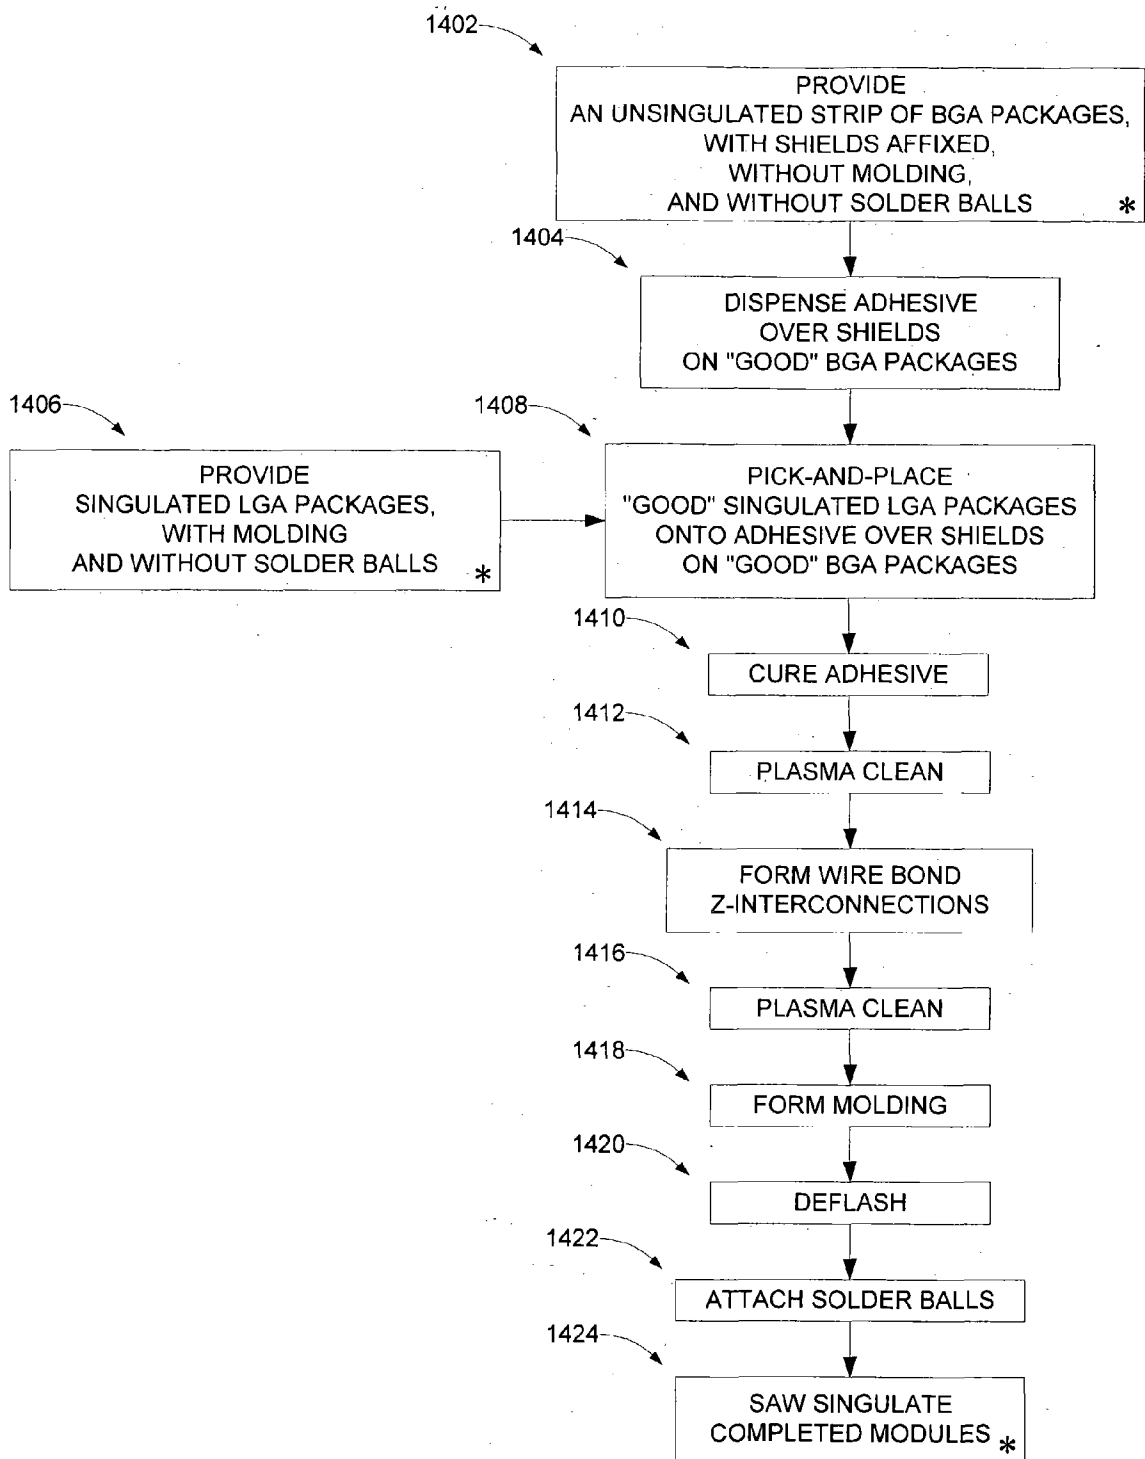 1402
PROVIDE
AN UNSINGULATED STRIP OF BGA PACKAGES,
WITH SHIELDS AFFIXED,
WITHOUT MOLDING,
AND WITHOUT SOLDER BALLS *
1404
DISPENSE ADHESIVE
OVER SHIELDS
ON "GOOD" BGA PACKAGES
1406
PROVIDE
SINGULATED LGA PACKAGES,
WITH MOLDING
AND WITHOUT SOLDER BALLS *
1408
PICK-AND-PLACE
"GOOD" SINGULATED LGA PACKAGES
ONTO ADHESIVE OVER SHIELDS
ON "GOOD" BGA PACKAGES
1410
CURE ADHESIVE
1412
PLASMA CLEAN
1414
FORM WIRE BOND
Z-INTERCONNECTIONS
1416
PLASMA CLEAN
1418
FORM MOLDING
1420
DEFLASH
1422
ATTACH SOLDER BALLS
1424
SAW SINGULATE
COMPLETED MODULES *